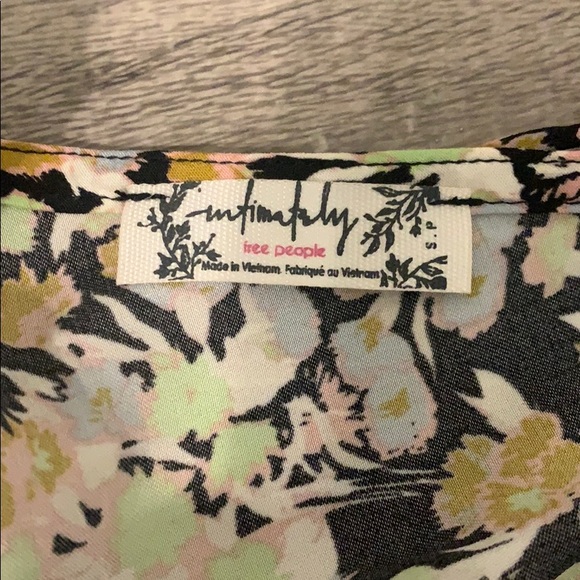 intimately
free people
Made in Vietnam. Fabriqué au Vietnam
S.P